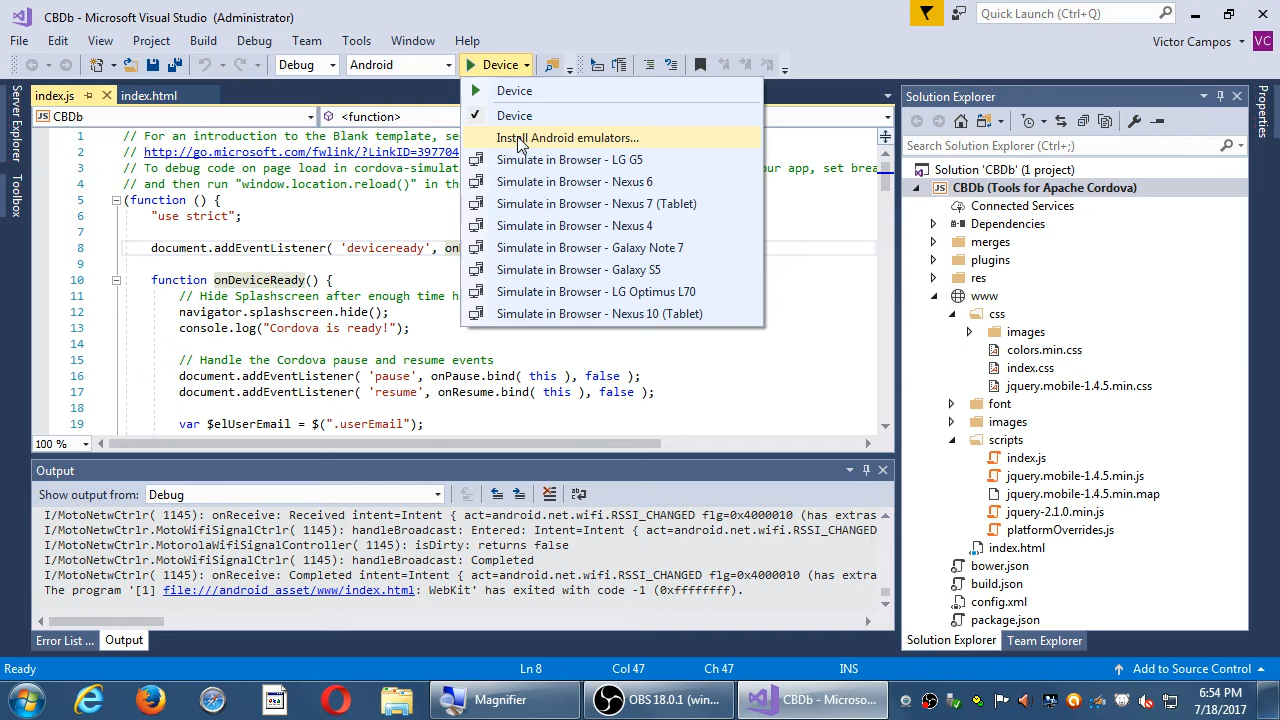 CBDb - Microsoft Visual Studio (Administrator)
Quick Launch (Ctrl+;)
File Edit View Project Build Debug Team Tools Window Help
Victor Campos
VC
Debug Android Device
Server Explorer
Toolbox
Properties
index.js index.html
CBDb <function>
1 // For an introduction to the Blank template, se
2 // http://go.microsoft.com/fwlink/?LinkID=397704
3 // To debug code on page load in cordova-simulat our app, set brea
4 // and then run "window.location.reload()" in th
5 (function () {
6 "use strict";
7
8 document.addEventListener( 'deviceready', on
9
10 function onDeviceReady() {
11 // Hide Splashscreen after enough time h
12 navigator.splashscreen.hide();
13 console.log("Cordova is ready!");
14
15 // Handle the Cordova pause and resume events
16 document.addEventListener( 'pause', onPause.bind( this ), false );
17 document.addEventListener( 'resume', onResume.bind( this ), false );
18
19 var $elUserEmail = $(".userEmail");
100 %
Device
Device
Install Android emulators...
Simulate in Browser - LG G5
Simulate in Browser - Nexus 6
Simulate in Browser - Nexus 7 (Tablet)
Simulate in Browser - Nexus 4
Simulate in Browser - Galaxy Note 7
Simulate in Browser - Galaxy S5
Simulate in Browser - LG Optimus L70
Simulate in Browser - Nexus 10 (Tablet)
Solution Explorer
Search Solution Explorer (Ctrl+;)
Solution 'CBDb' (1 project)
JS CBDb (Tools for Apache Cordova)
Connected Services
Dependencies
merges
plugins
res
www
css
images
colors.min.css
index.css
jquery.mobile-1.4.5.min.css
font
images
scripts
index.js
jquery.mobile-1.4.5.min.js
jquery.mobile-1.4.5.min.map
jquery-2.1.0.min.js
platformOverrides.js
index.html
bower.json
build.json
config.xml
package.json
Solution Explorer Team Explorer
Output
Show output from: Debug
I/MotoNetwCtrlr( 1145): onReceive: Received intent=Intent { act=android.net.wifi.RSSI_CHANGED flg=0x4000010 (has extras
I/MotoNetwCtrlr.MotoWifiSignalCtrl( 1145): handleBroadcast: Entered: Intent=Intent { act=android.net.wifi.RSSI_CHANGED
I/MotoNetwCtrlr.MotorolaWifiSignalController( 1145): isDirty: returns false
I/MotoNetwCtrlr.MotoWifiSignalCtrlr( 1145): handleBroadcast: Completed
I/MotoNetwCtrlr( 1145): onReceive: Completed intent=Intent { act=android.net.wifi.RSSI_CHANGED flg=0x4000010 (has extra
The program '[1] file:///android_asset/www/index.html: WebKit' has exited with code -1 (0xffffffff).
Error List ... Output
Ready Ln 8 Col 47 Ch 47 INS Add to Source Control
Magnifier
OBS 18.0.1 (win...
CBDb - Microso...
6:54 PM
7/18/2017